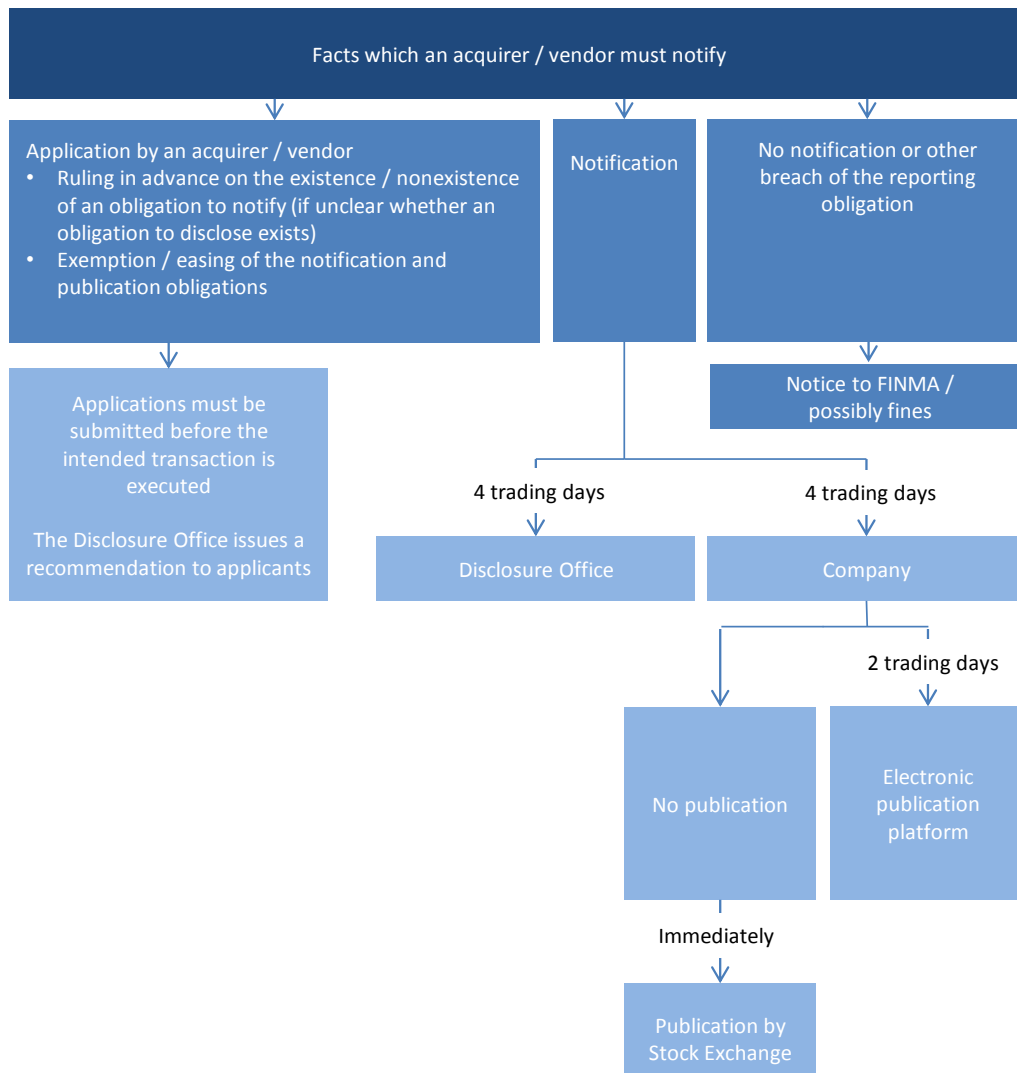 Facts which an acquirer / vendor must notify
Application by an acquirer / vendor
• Ruling in advance on the existence / nonexistence
of an obligation to notify (if unclear whether an
obligation to disclose exists)
• Exemption / easing of the notification and
publication obligations
Notification
No notification or other
breach of the reporting
obligation
Applications must be
submitted before the
intended transaction is
executed
The Disclosure Office issues a
recommendation to applicants
Notice to FINMA /
possibly fines
4 trading days
4 trading days
Disclosure Office
Company
2 trading days
No publication
Electronic
publication
platform
Immediately
Publication by
Stock Exchange